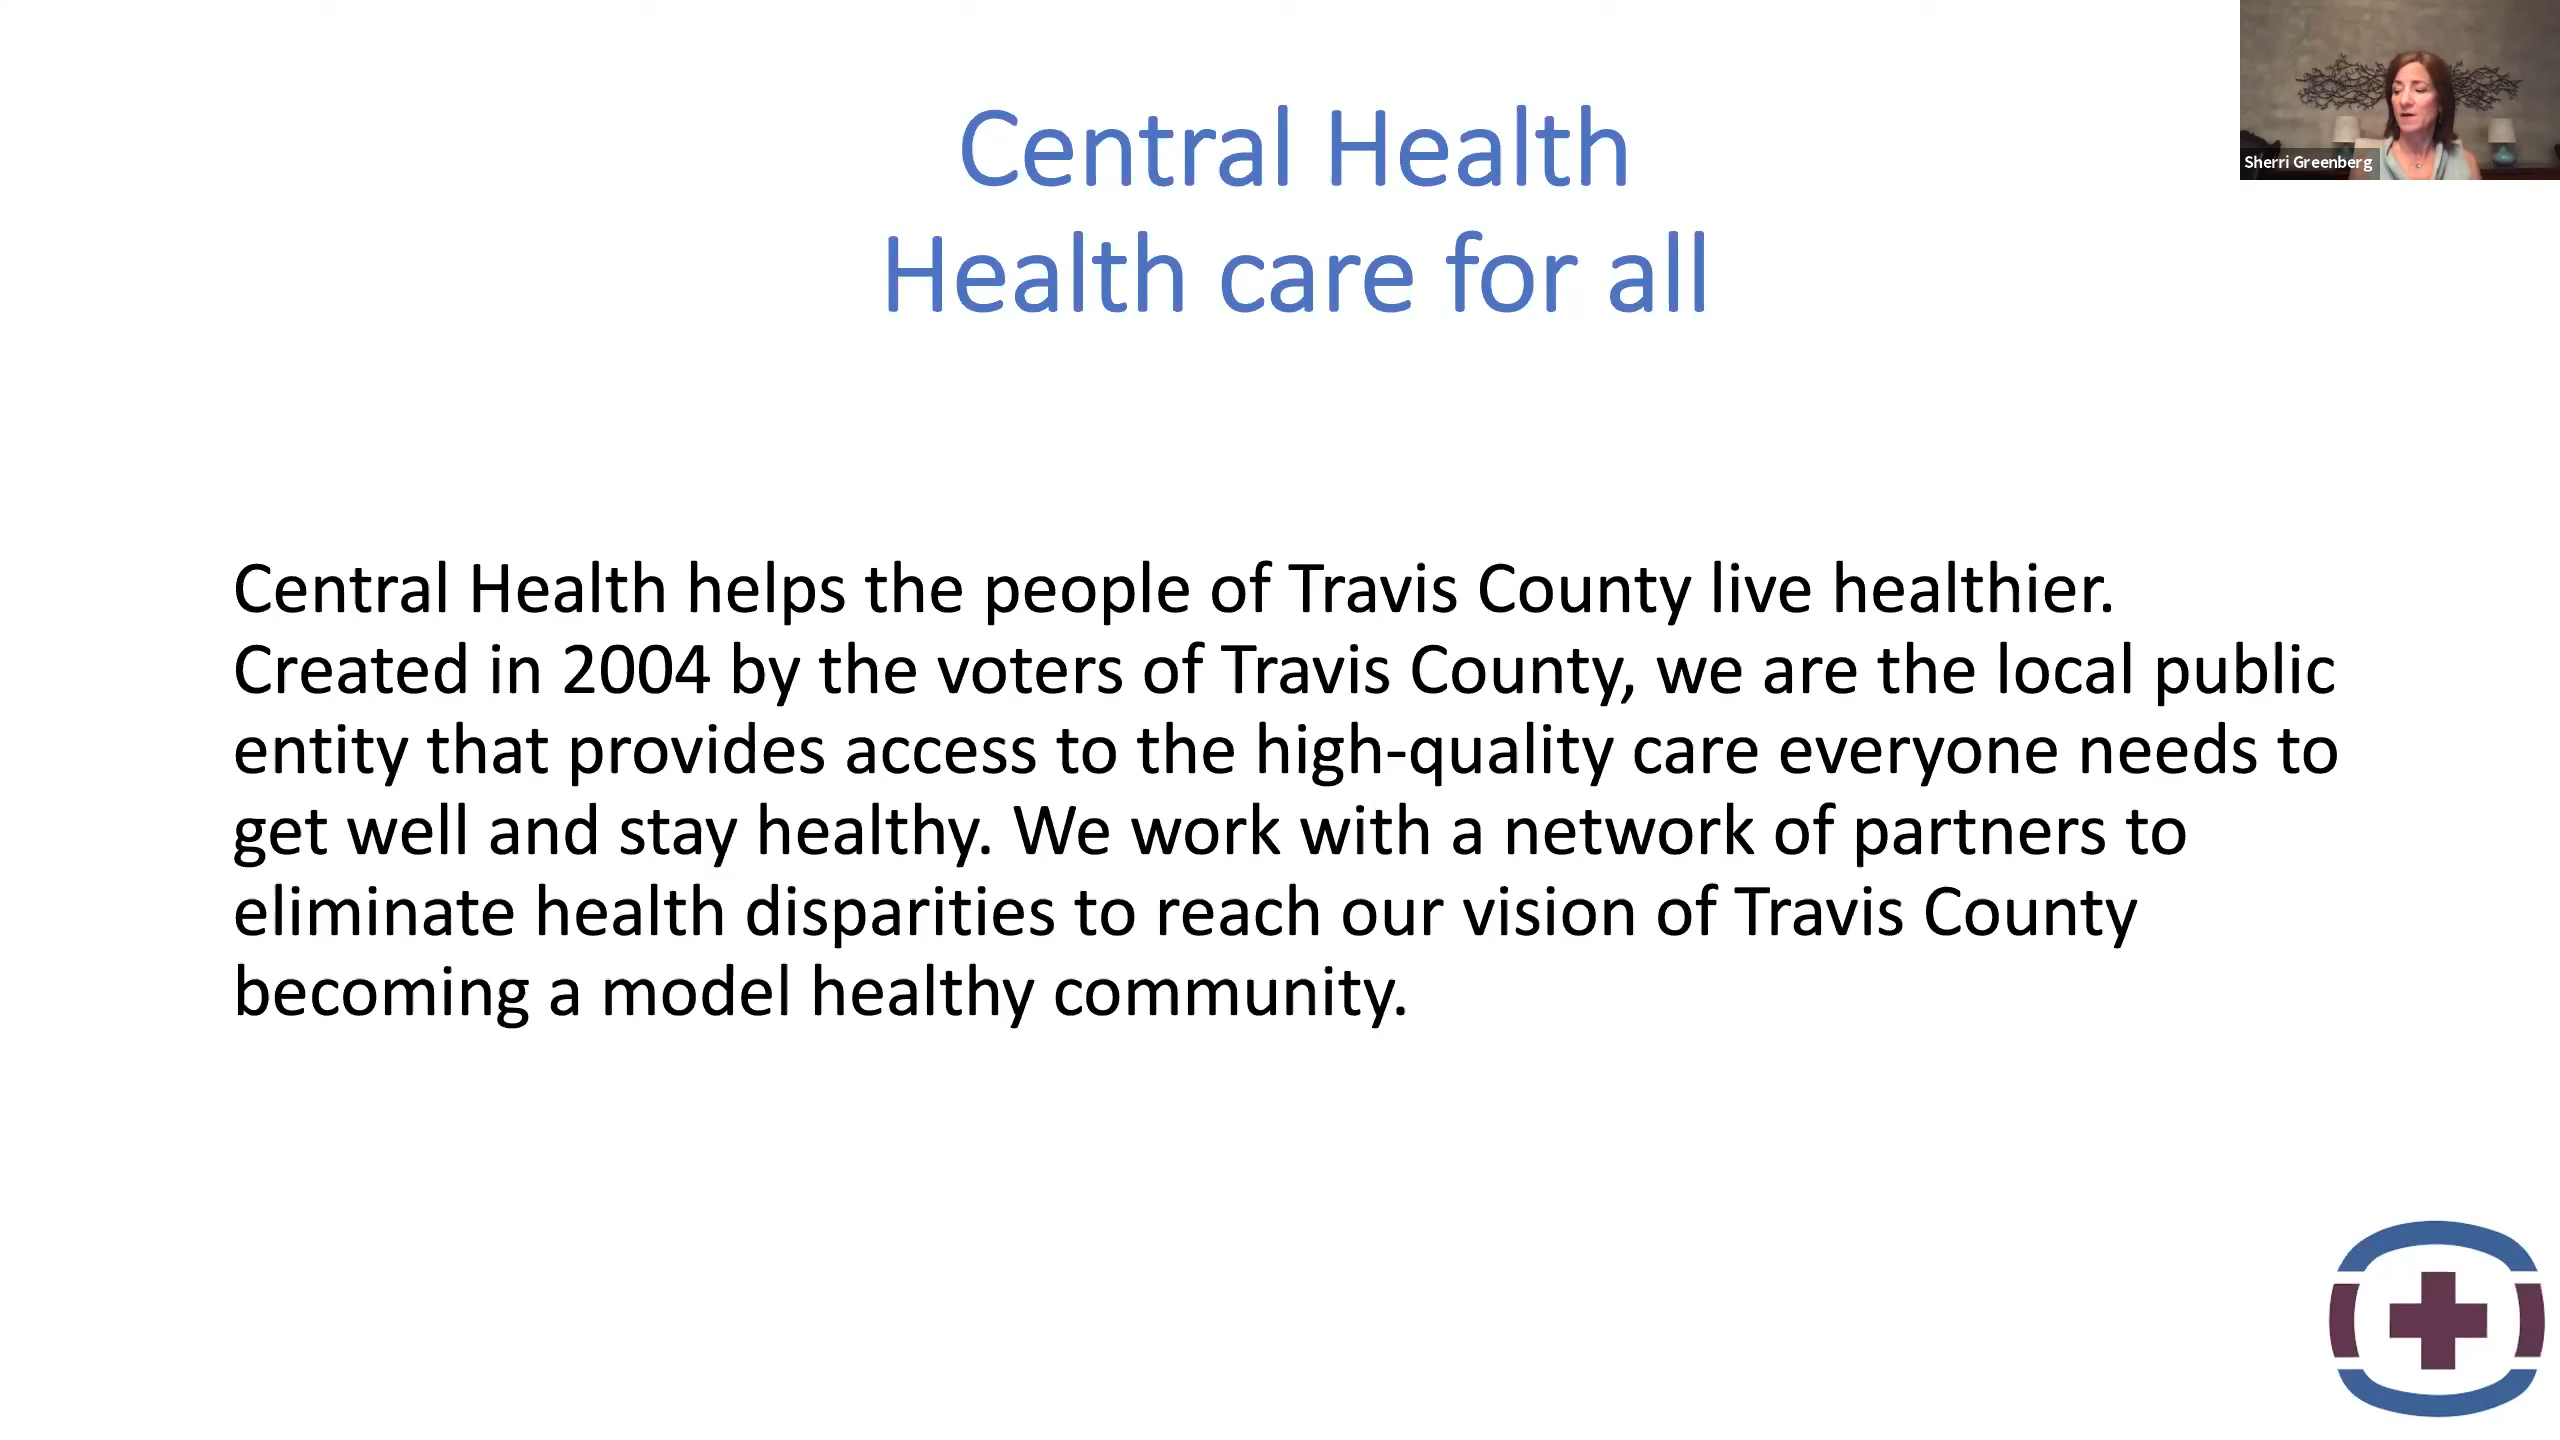 Central Health
Health care for all
Sherri Greenberg
Central Health helps the people of Travis County live healthier.
Created in 2004 by the voters of Travis County, we are the local public
entity that provides access to the high-quality care everyone needs to
get well and stay healthy. We work with a network of partners to
eliminate health disparities to reach our vision of Travis County
becoming a model healthy community.